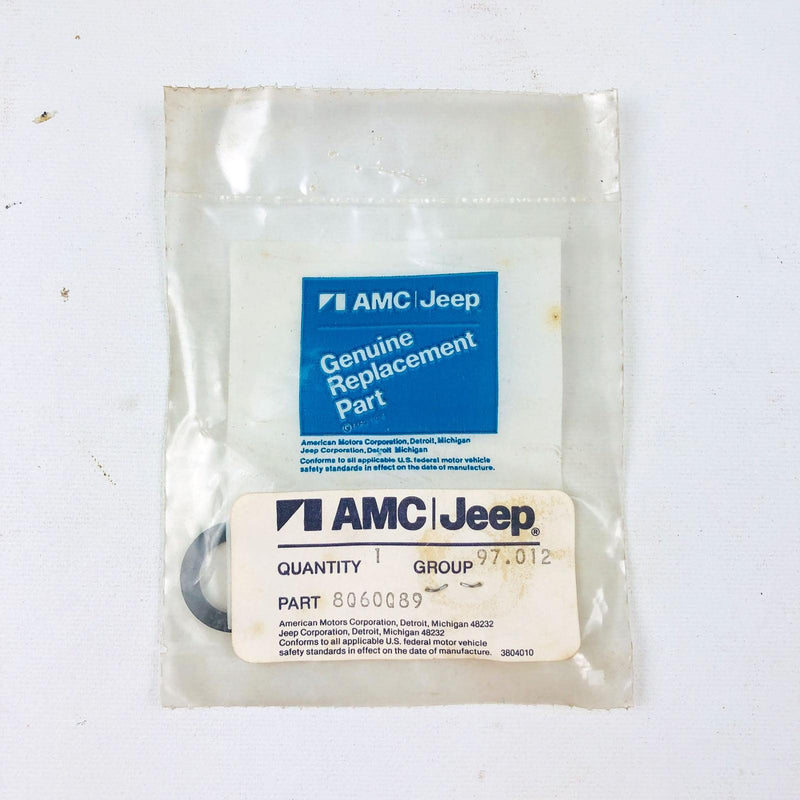 AMC|Jeep
Genuine
Replacement
Part
American Motors Corporation, Detroit, Michigan
Jeep Corporation, Detroit Michigan
Conforms to all applicable U.S. federal motor vehicle
safety standards in effect on the date of manufacture.
AMC|Jeep®
QUANTITY 1 GROUP 97.012
PART 8060089
American Motors Corporation, Detroit, Michigan 48232
Jeep Corporation, Detroit, Michigan 48232
Conforms to all applicable U.S. federal motor vehicle
safety standards in effect on the date of manufacture. 3804010